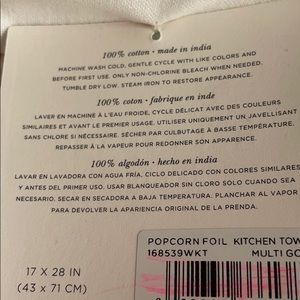 100% cotton • made in india
MACHINE WASH COLD, GENTLE CYCLE WITH LIKE COLORS AND
BEFORE FIRST USE. ONLY NON-CHLORINE BLEACH WHEN NEEDED.
TUMBLE DRY LOW. STEAM IRON TO RESTORE APPEARANCE.
100% coton • fabrique en inde
LAVER EN MACHINE À L'EAU FROIDE, CYCLE DÉLICAT AVEC DES COULEURS
SIMILAIRES ET AVANT LE PREMIER USAGE. UTILISER UNIQUEMENT UN JAVELLISANT
SANS CHLORE SI NÉCESSAIRE. SÉCHER PAR CULBUTAGE À BASSE TEMPÉRATURE.
REPASSER À LA VAPEUR POUR REDONNER SON APPARENCE ORIGINALE.
100% algodón • hecho en india
LAVAR EN LAVADORA CON AGUA FRÍA, CICLO DELICADO CON COLORES SIMILARES
Y ANTES DEL PRIMER USO. USAR BLANQUEADOR SIN CLORO SOLO CUANDO SEA
NECESARIO. SECAR EN SECADORA A BAJA TEMPERATURA. PLANCHAR AL VAPOR
PARA DEVOLVER LA APARIENCIA ORIGINAL DE LA PRENDA.
17 X 28 IN
(43 X 71 CM)
POPCORN FOIL KITCHEN TOW
168539WKT MULTI GO